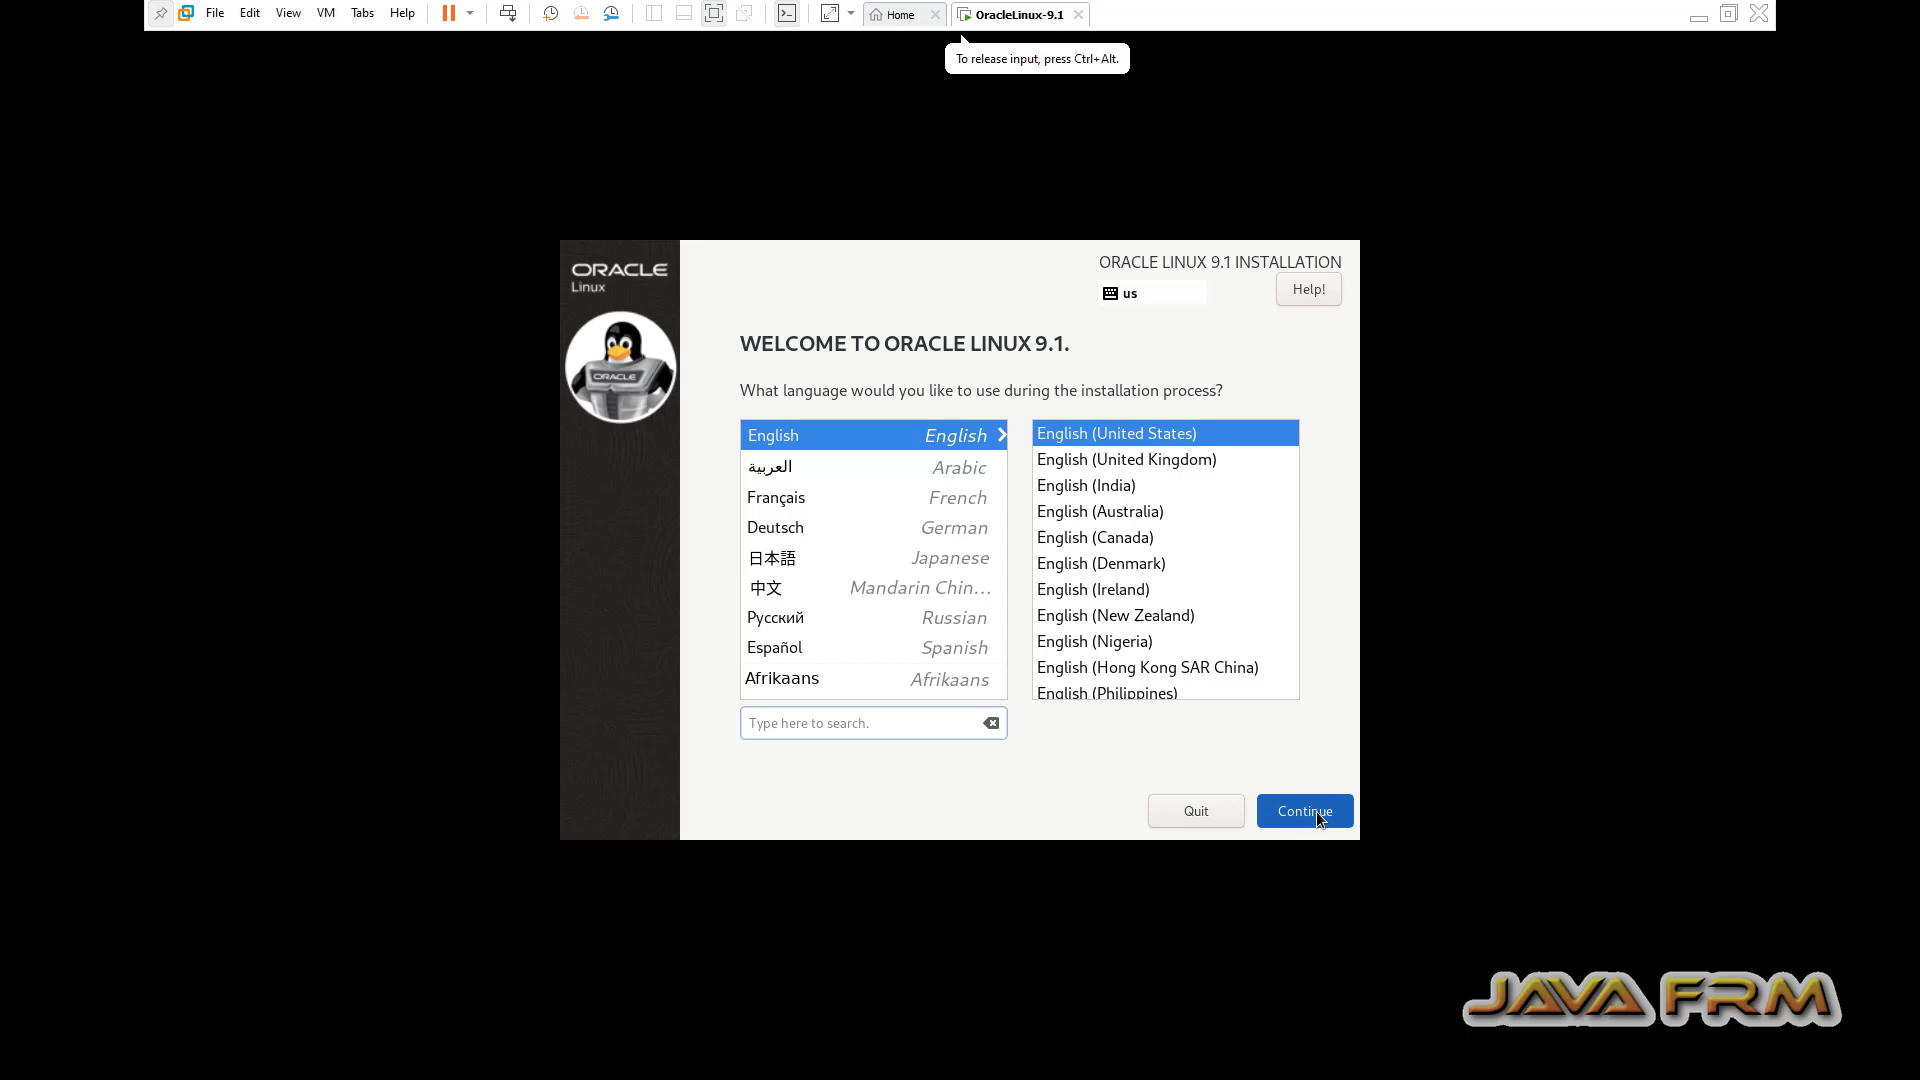 File Edit View VM Tabs Help Home OracleLinux-9.1
To release input, press Ctrl+Alt.
ORACLE
Linux
ORACLE
ORACLE LINUX 9.1 INSTALLATION
us Help!
WELCOME TO ORACLE LINUX 9.1.
What language would you like to use during the installation process?
English English English (United States)
العربية Arabic English (United Kingdom)
Français French English (India)
Deutsch German English (Australia)
日本語 Japanese English (Canada)
中文 Mandarin Chin... English (Denmark)
Русский Russian English (Ireland)
Español Spanish English (New Zealand)
Afrikaans Afrikaans English (Nigeria)
English (Hong Kong SAR China)
English (Philippines)
Type here to search.
Quit Continue
JAVA FRM